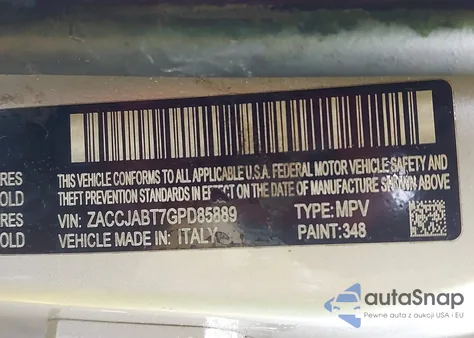 THIS VEHICLE CONFORMS TO ALL APPLICABLE U.S.A. FEDERAL MOTOR VEHICLE SAFETY AND
RES THEFT PREVENTION STANDARDS IN EFFECT ON THE DATE OF MANUFACTURE SHOWN ABOVE.
OLD VIN: ZACCJABT7GPD85889 TYPE: MPV
RES VEHICLE MADE IN: ITALY PAINT: 348
OLD
autoSnap
Pewne auta z aukcji USA i EU